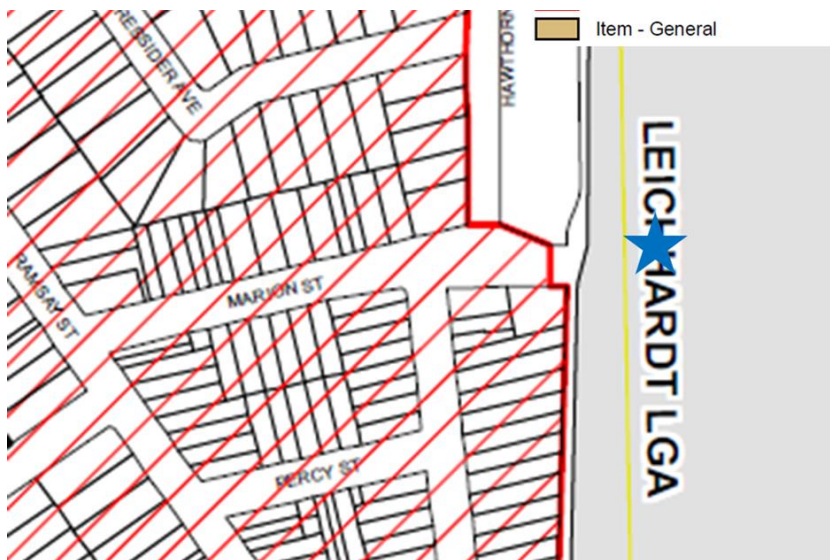 RESSIDER AVE
HAWTHORN
Item - General
LEICHHARDT LGA
RAMSAY ST
MARION ST
PERCY ST